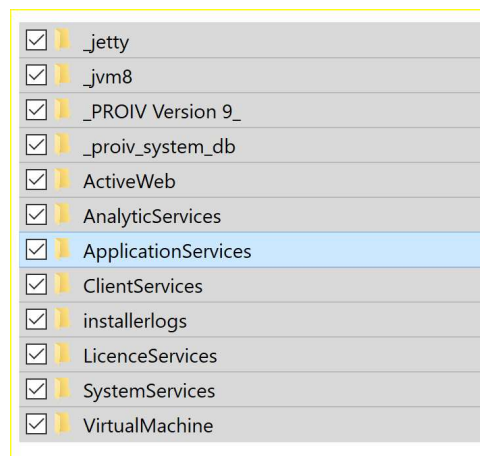 _jetty
_jvm8
_PROIV Version 9_
_proiv_system_db
ActiveWeb
AnalyticServices
ApplicationServices
ClientServices
installerlogs
LicenceServices
SystemServices
VirtualMachine